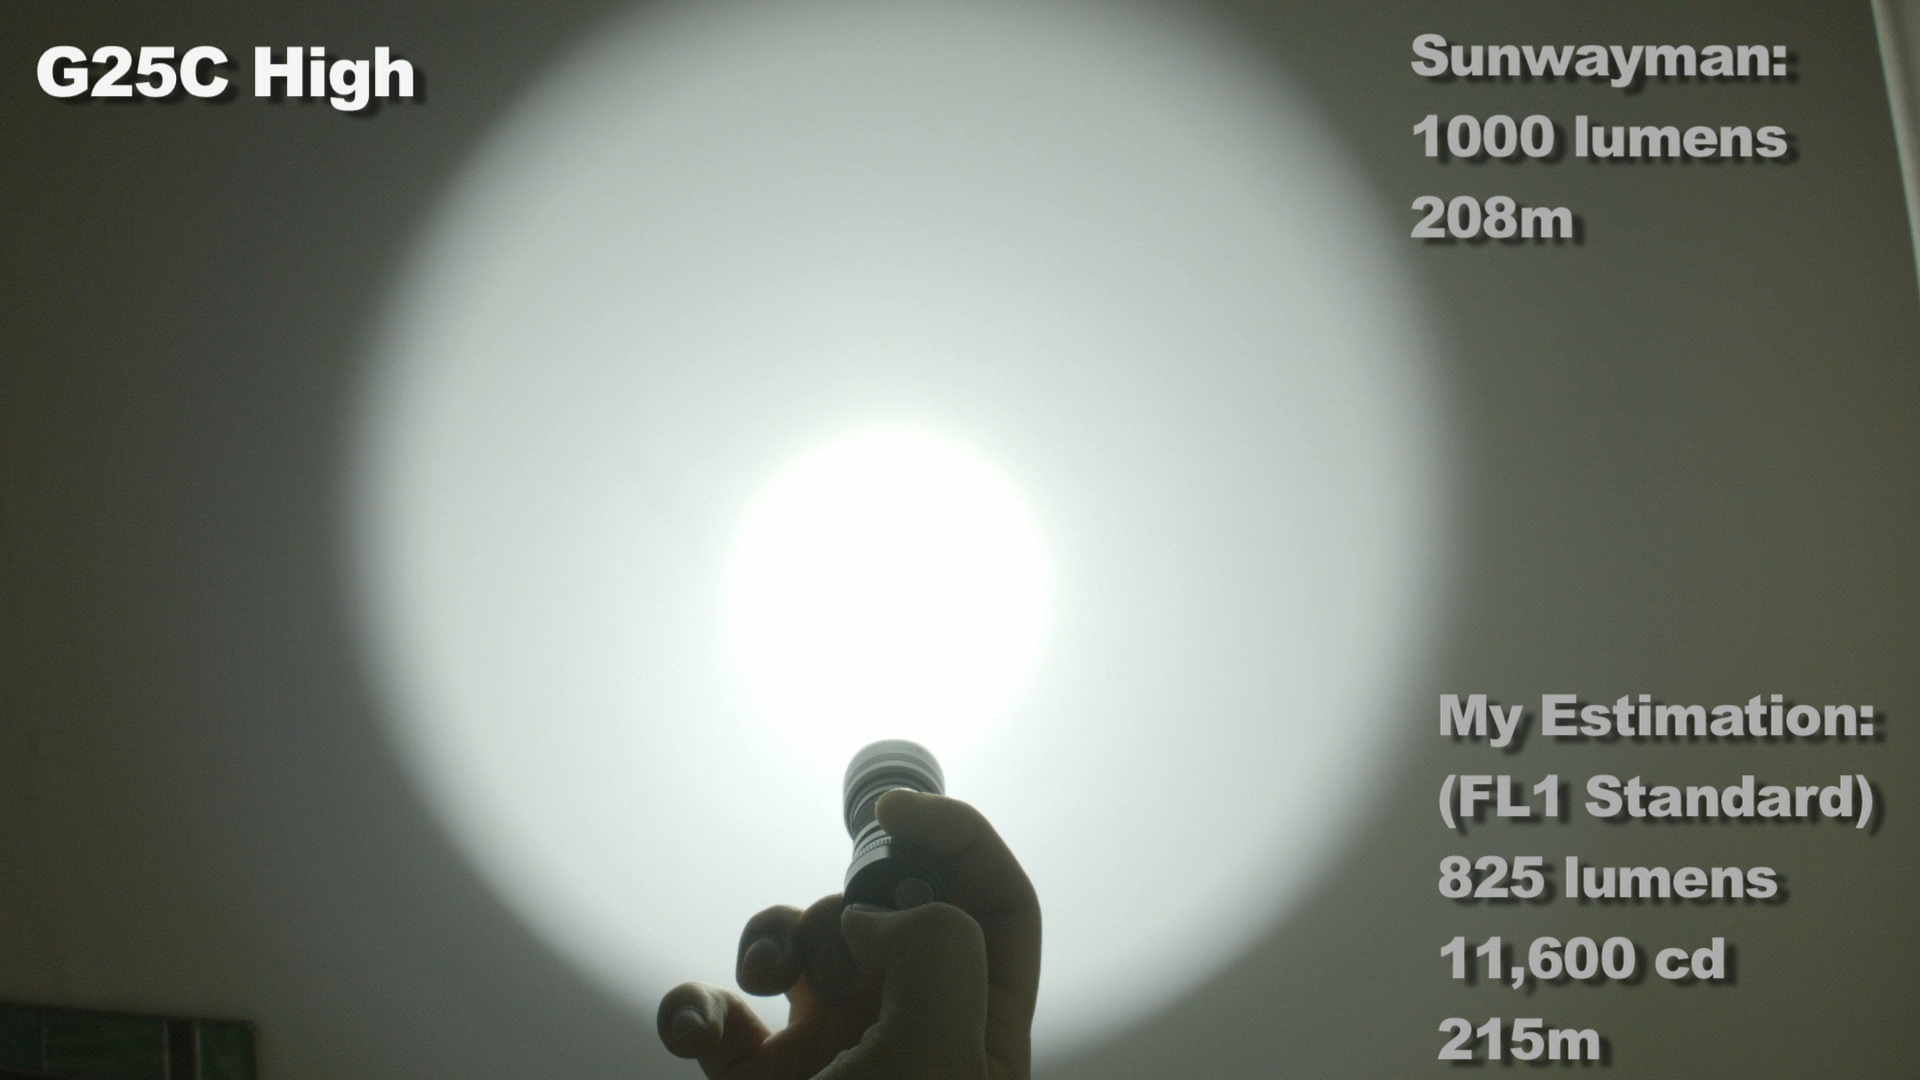 G25C High
Sunwayman:
1000 lumens
208m
My Estimation:
(FL1 Standard)
825 lumens
11,600 cd
215m